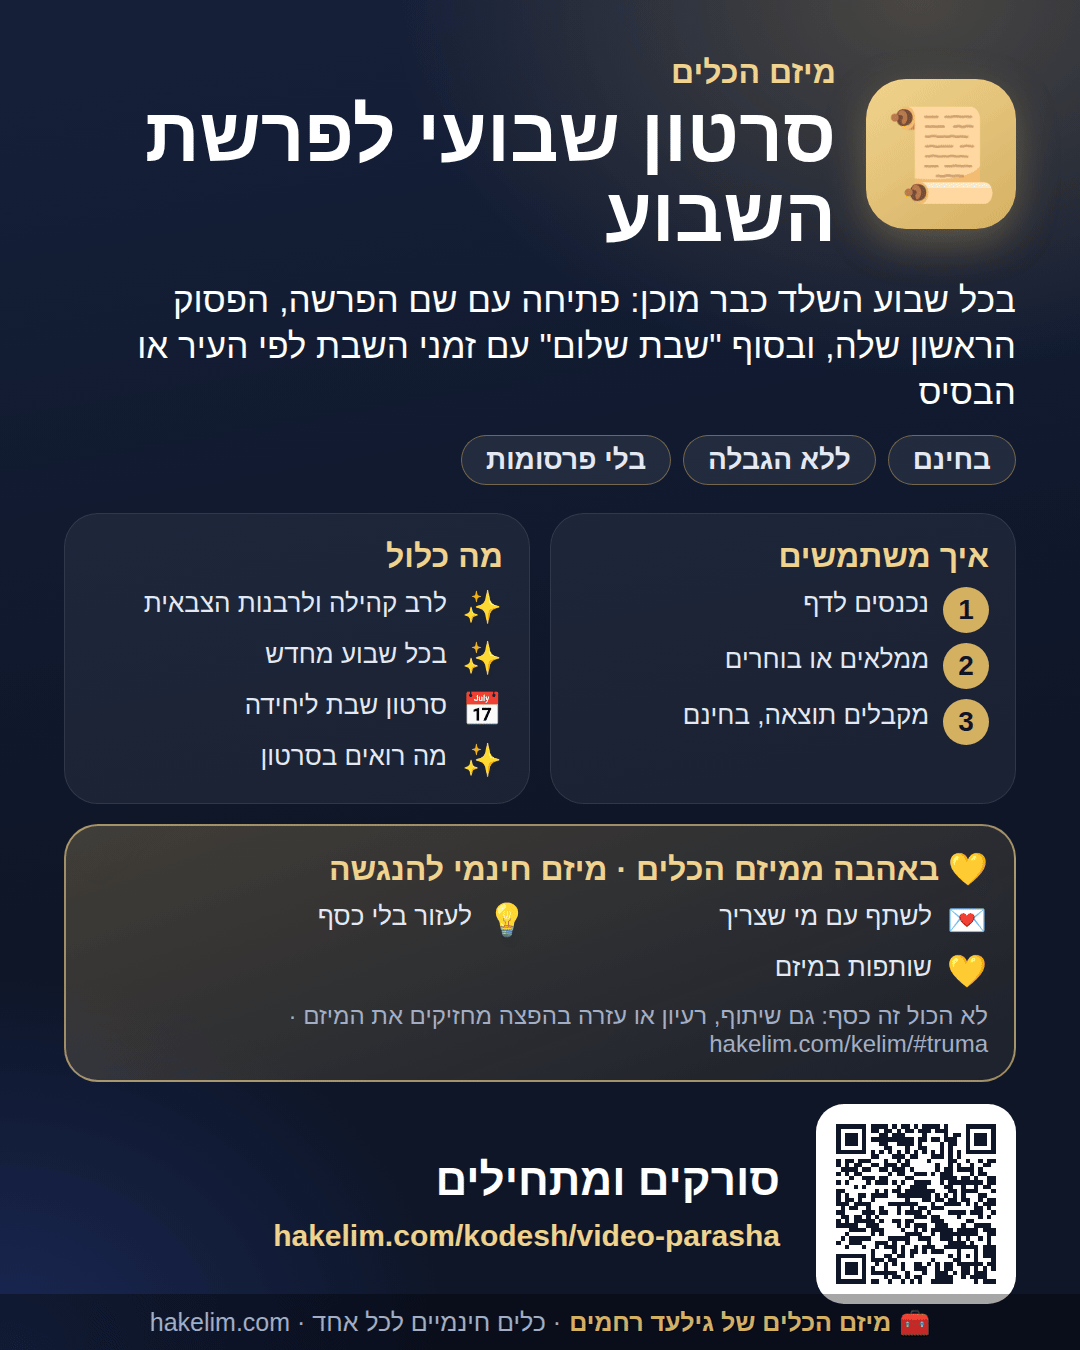 מיזם הכלים
סרטון שבועי לפרשת
השבוע
בכל שבוע השלד כבר מוכן: פתיחה עם שם הפרשה, הפסוק
הראשון שלה, ובסוף "שבת שלום" עם זמני השבת לפי העיר או
הבסיס
בחינם
ללא הגבלה
בלי פרסומות
איך משתמשים
1 נכנסים לדף
2 ממלאים או בוחרים
3 מקבלים תוצאה, בחינם
מה כלול
✨ לרב קהילה ולרבנות הצבאית
✨ בכל שבוע מחדש
📅 סרטון שבת ליחידה
✨ מה רואים בסרטון
💛 באהבה ממיזם הכלים · מיזם חינמי להנגשה
💌 לשתף עם מי שצריך
💡 לעזור בלי כסף
💛 שותפות במיזם
לא הכול זה כסף: גם שיתוף, רעיון או עזרה בהפצה מחזיקים את המיזם ·
hakelim.com/kelim/#truma
סורקים ומתחילים
hakelim.com/kodesh/video-parasha
🧰 מיזם הכלים של גילעד רחמים · כלים חינמיים לכל אחד · hakelim.com